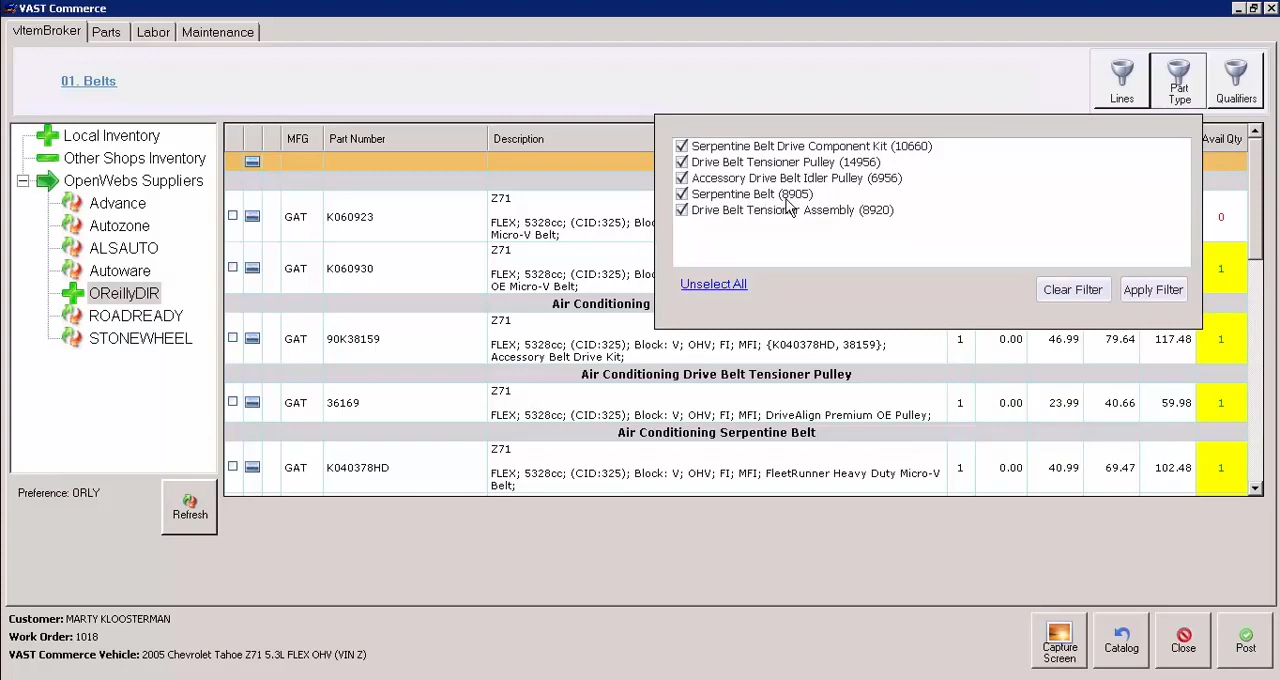 VAST Commerce
vItemBroker Parts Labor Maintenance
01. Belts
Lines
Part Type
Qualifiers
Local Inventory
Other Shops Inventory
OpenWebs Suppliers
Advance
Autozone
ALSAUTO
Autoware
OReillyDIR
ROADREADY
STONEWHEEL
Preference: ORLY
Refresh
MFG Part Number Description Avail Qty
Serpentine Belt Drive Component Kit (10660)
Drive Belt Tensioner Pulley (14956)
Accessory Drive Belt Idler Pulley (6956)
Serpentine Belt (8905)
Drive Belt Tensioner Assembly (8920)
Unselect All
Clear Filter
Apply Filter
Z71
GAT K060923 0
FLEX; 5328cc; (CID:325); Bloc
Micro-V Belt;
Z71
GAT K060930 1
FLEX; 5328cc; (CID:325); Bloc
OE Micro-V Belt;
Air Conditioning
Z71
GAT 90K38159 FLEX; 5328cc; (CID:325); Block: V; OHV; FI; MFI; {K040378HD, 38159}; 1 0.00 46.99 79.64 117.48 1
Accessory Belt Drive Kit;
Air Conditioning Drive Belt Tensioner Pulley
Z71
GAT 36169 1 0.00 23.99 40.66 59.98 1
FLEX; 5328cc; (CID:325); Block: V; OHV; FI; MFI; DriveAlign Premium OE Pulley;
Air Conditioning Serpentine Belt
Z71
GAT K040378HD 1 0.00 40.99 69.47 102.48 1
FLEX; 5328cc; (CID:325); Block: V; OHV; FI; MFI; FleetRunner Heavy Duty Micro-V
Belt;
Customer: MARTY KLOOSTERMAN
Work Order: 1018
VAST Commerce Vehicle: 2005 Chevrolet Tahoe Z71 5.3L FLEX OHV (VIN Z)
Capture
Screen
Catalog
Close
Post